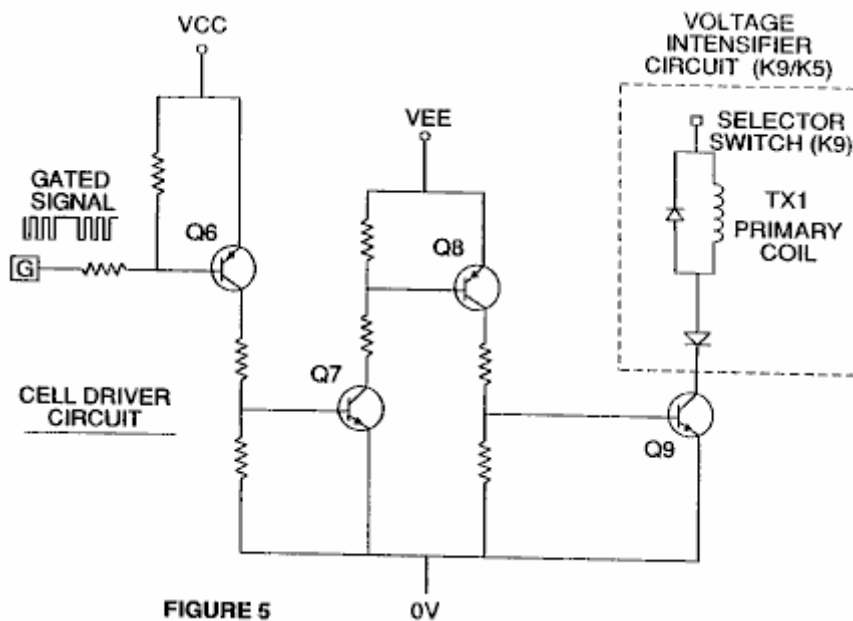 VCC
VOLTAGE
INTENSIFIER
CIRCUIT (K9/K5)
VEE
SELECTOR
SWITCH (K9)
GATED
SIGNAL
Q6
Q8
TX1
PRIMARY
COIL
G
Q7
CELL DRIVER
CIRCUIT
Q9
FIGURE 5
0V